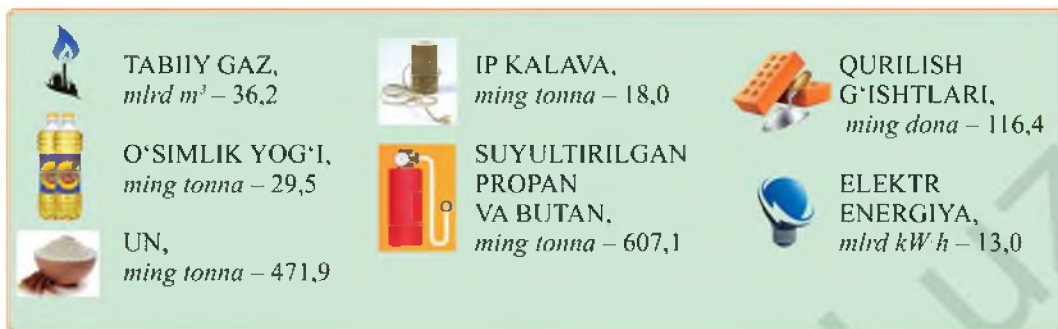 TABIIY GAZ,
mlrd m³ – 36,2
O‘SIMLIK YOG‘I,
ming tonna – 29,5
UN,
ming tonna – 471,9
IP KALAVA,
ming tonna – 18,0
SUYULTIRILGAN
PROPAN
VA BUTAN,
ming tonna – 607,1
QURILISH
G‘ISHTLARI,
ming dona – 116,4
ELEKTR
ENERGIYA,
mlrd kW·h – 13,0
uz